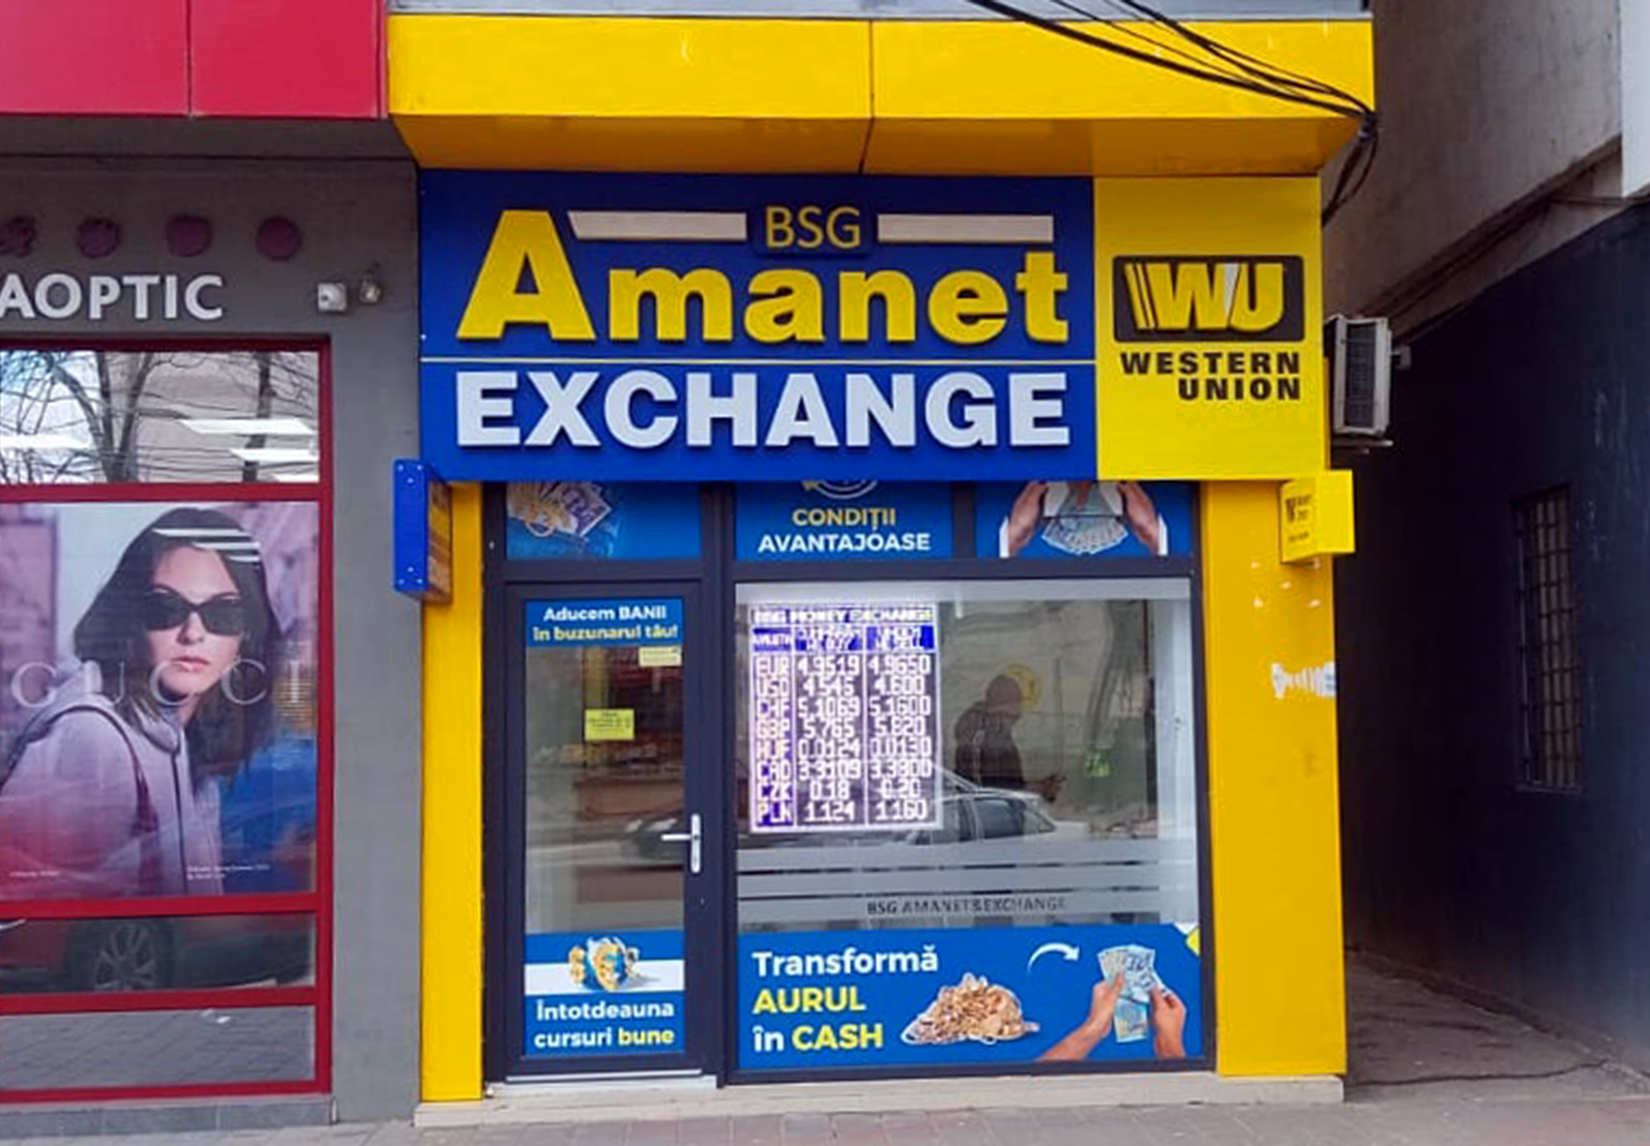 AOPTIC
BSG
Amanet
EXCHANGE
WU
WESTERN
UNION
CONDIȚII
AVANTAJOASE
Aducem BANII
în buzunarul tău!
BSG MONEY EXCHANGE
EUR 4.9519 4.9650
USD 4.545 4.600
CHF 5.1069 5.1600
GBP 5.765 5.820
HUF 0.0124 0.0130
CAD 3.3109 3.3800
CZK 0.18 0.20
PLN 1.124 1.160
GUCCI
BSG AMANET&EXCHANGE
Întotdeauna
cursuri bune
Transformă
AURUL
în CASH